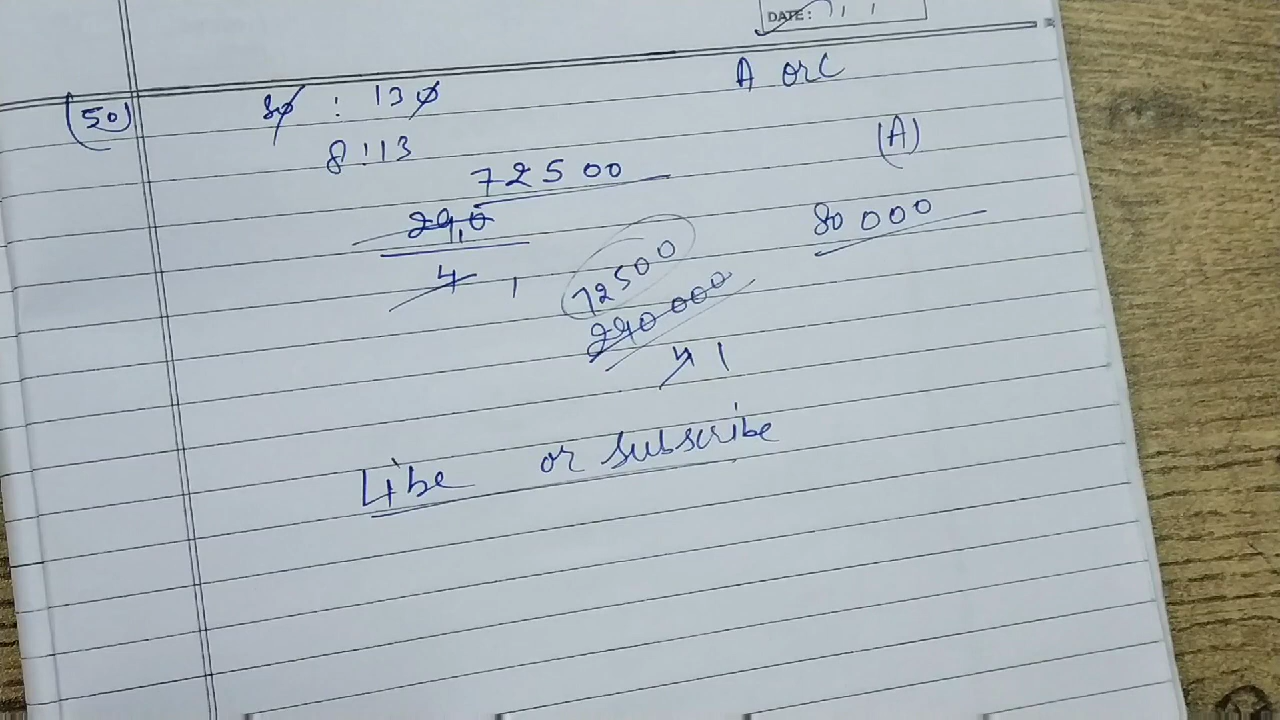 DATE:
(50) 80 : 130 A or C
8:13 (A)
72500
290 80000
4 1 72500
290000
4 1
Like or Subscribe